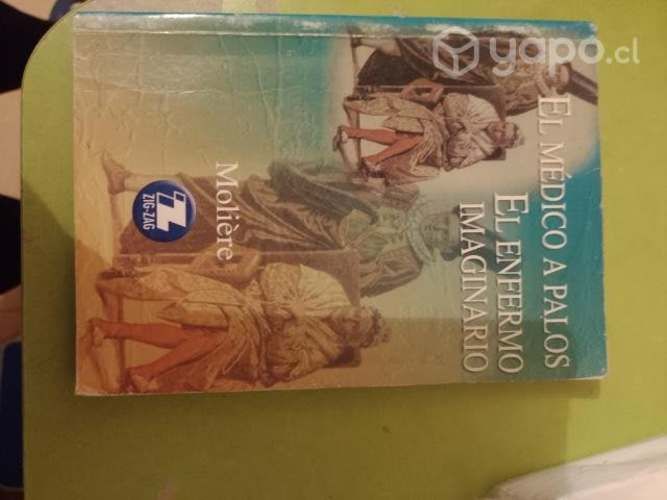 yapo.cl
EL MÉDICO A PALOS
EL ENFERMO
IMAGINARIO
Molière
ZIG-ZAG